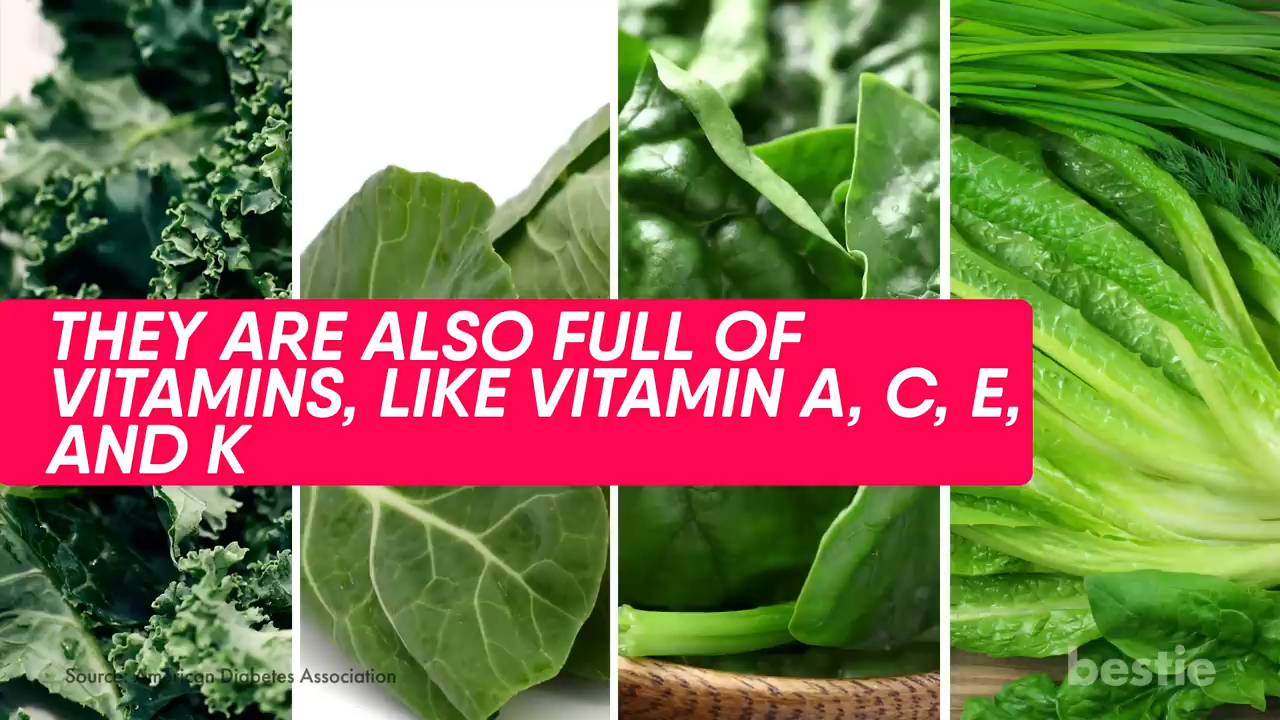 THEY ARE ALSO FULL OF
VITAMINS, LIKE VITAMIN A, C, E,
AND K
Source: American Diabetes Association
bestie